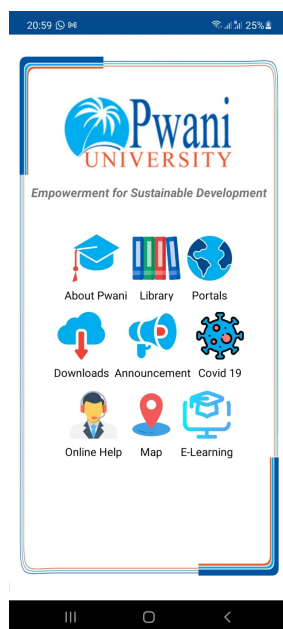 20:59 25%
Pwani
UNIVERSITY
Empowerment for Sustainable Development
About Pwani Library Portals
Downloads Announcement Covid 19
Online Help Map E-Learning